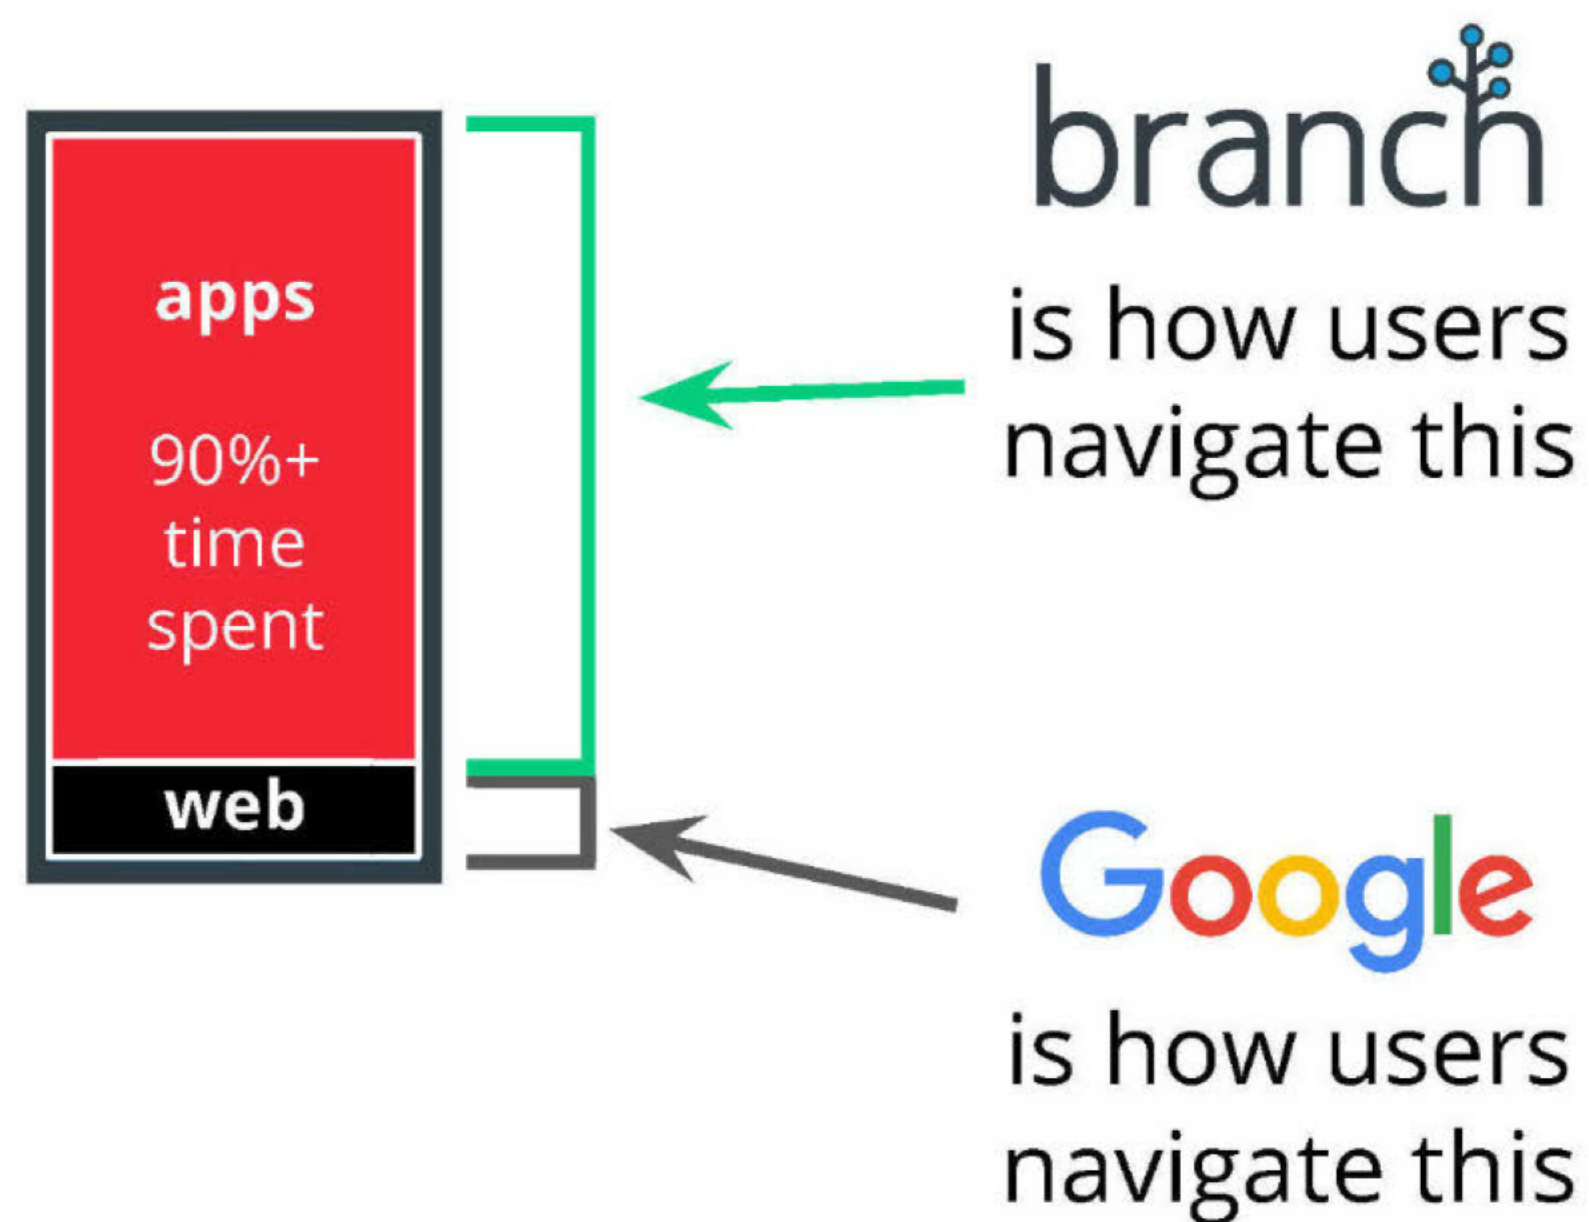 apps
90%+
time
spent
web
branch
is how users
navigate this
Google
is how users
navigate this